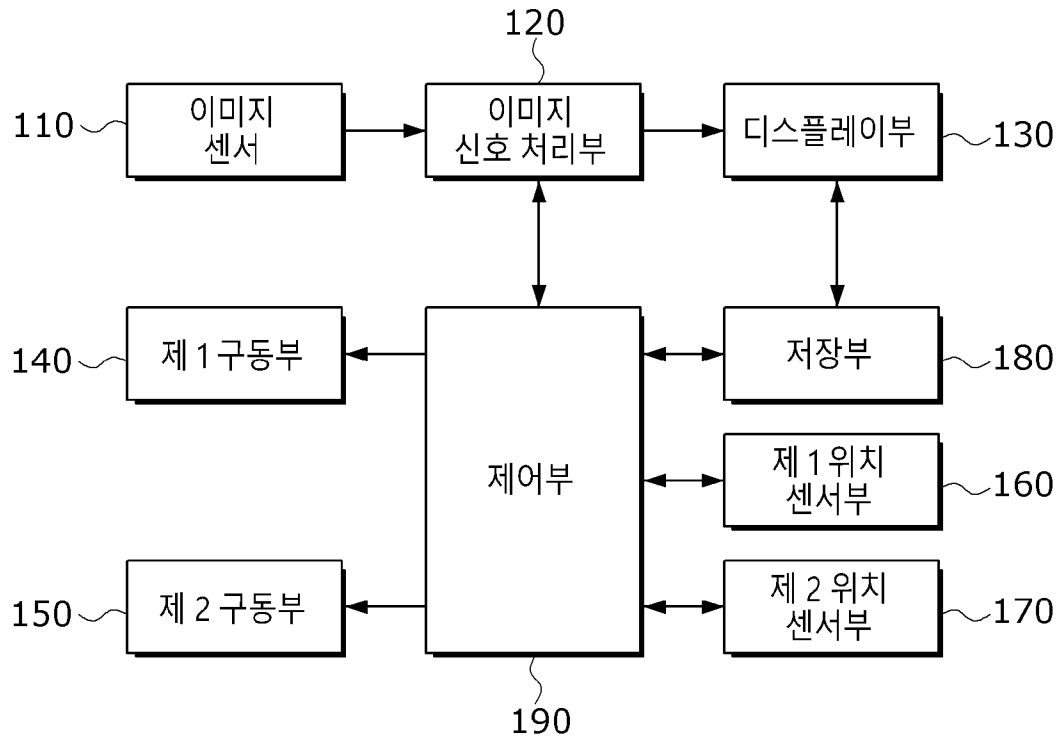 120
110
이미지
센서
이미지
신호 처리부
디스플레이부
130
140
제 1 구동부
제어부
저장부
180
제 1 위치
센서부
160
150
제 2 구동부
제 2 위치
센서부
170
190